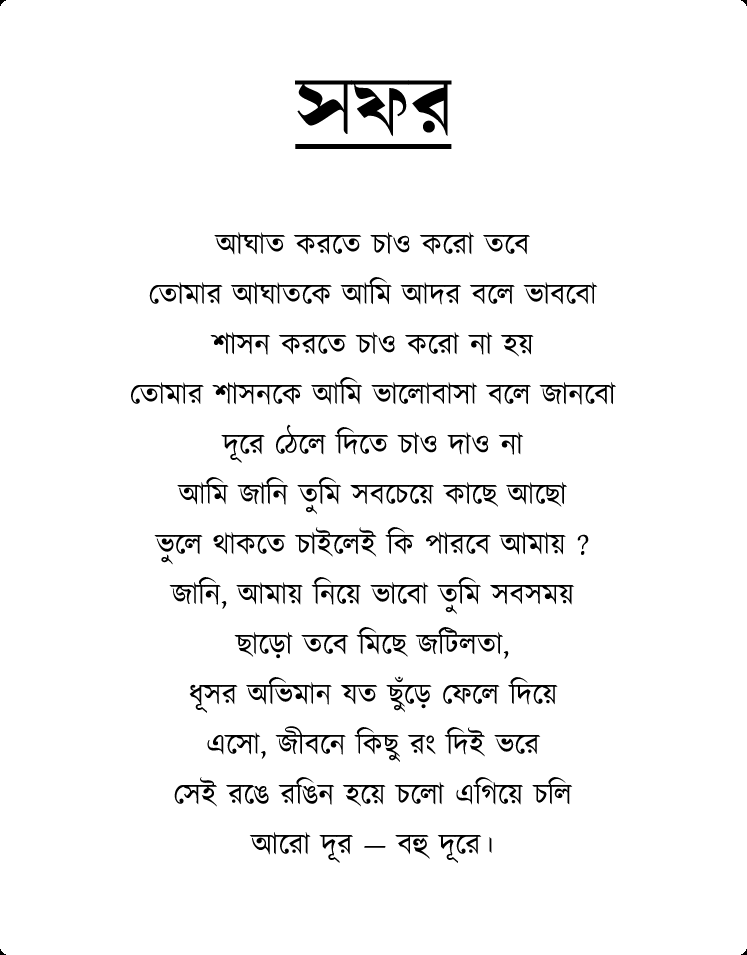 সফর
আঘাত করতে চাও করো তবে
তোমার আঘাতকে আমি আদর বলে ভাববো
শাসন করতে চাও করো না হয়
তোমার শাসনকে আমি ভালোবাসা বলে জানবো
দূরে ঠেলে দিতে চাও দাও না
আমি জানি তুমি সবচেয়ে কাছে আছো
ভুলে থাকতে চাইলেই কি পারবে আমায় ?
জানি, আমায় নিয়ে ভাবো তুমি সবসময়
ছাড়ো তবে মিছে জটিলতা,
ধূসর অভিমান যত ছুঁড়ে ফেলে দিয়ে
এসো, জীবনে কিছু রং দিই ভরে
সেই রঙে রঙিন হয়ে চলো এগিয়ে চলি
আরো দূর — বহু দূরে।